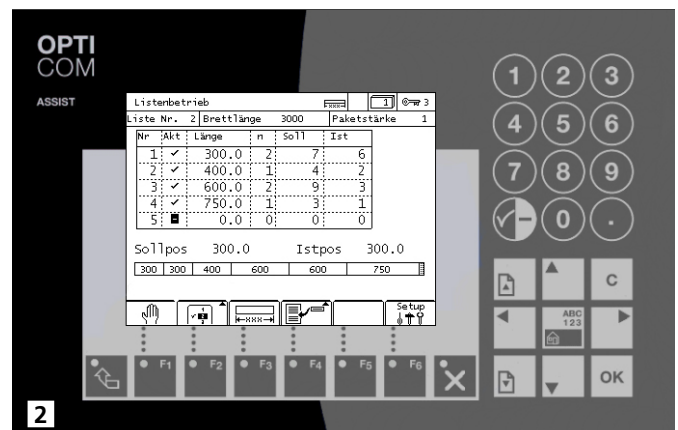 OPTI
COM
ASSIST
Listenbetrieb xxxx 1 3
Liste Nr. 2 Brettlänge 3000 Paketstärke 1
Nr Akt Länge n Soll Ist
1 ✓ 300.0 2 7 6
2 ✓ 400.0 1 4 2
3 ✓ 600.0 2 9 3
4 ✓ 750.0 1 3 1
5 0.0 0 0 0
Sollpos 300.0 Istpos 300.0
300 300 400 600 600 750
xxx Setup
F1 F2 F3 F4 F5 F6
1 2 3
4 5 6
7 8 9
0 .
C
ABC
123
OK
2